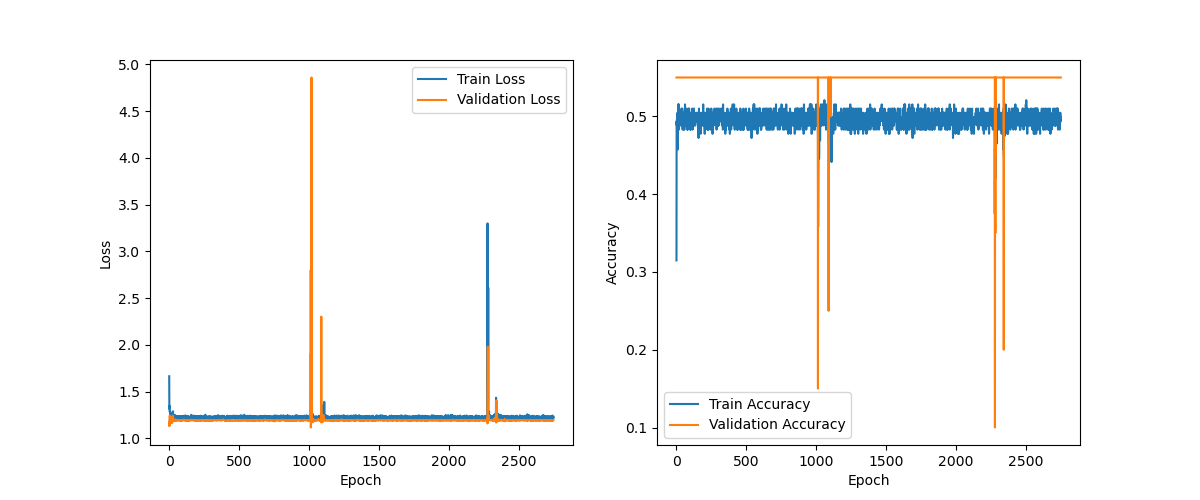 5.0
4.5
4.0
3.5
3.0
2.5
2.0
1.5
1.0
Loss
0 500 1000 1500 2000 2500
Epoch
Train Loss
Validation Loss
0.5
0.4
0.3
0.2
0.1
Accuracy
0 500 1000 1500 2000 2500
Epoch
Train Accuracy
Validation Accuracy